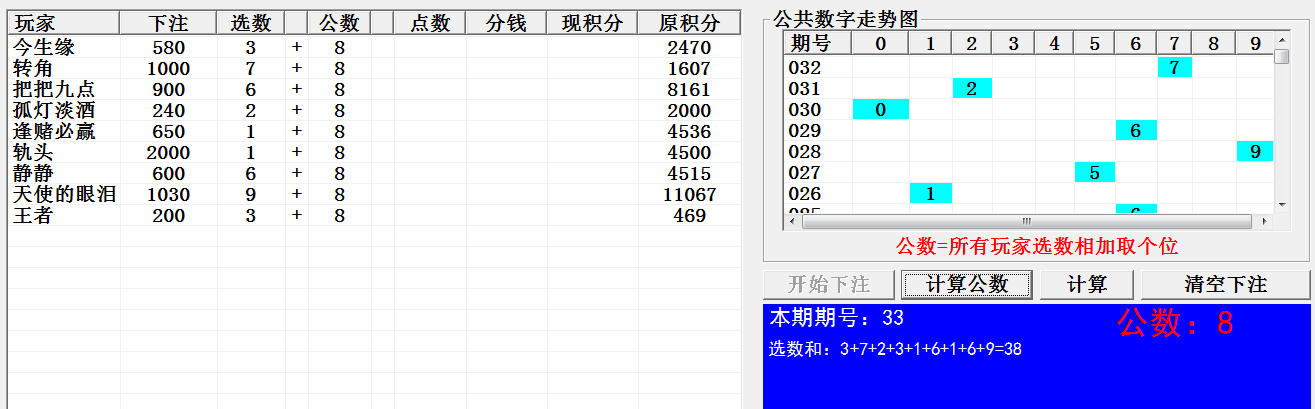 玩家 下注 选数 公数 点数 分钱 现积分 原积分
今生缘 580 3 + 8 2470
转角 1000 7 + 8 1607
把把九点 900 6 + 8 8161
孤灯淡酒 240 2 + 8 2000
逢赌必赢 650 1 + 8 4536
轨头 2000 1 + 8 4500
静静 600 6 + 8 4515
天使的眼泪 1030 9 + 8 11067
王者 200 3 + 8 469
公共数字走势图
期号 0 1 2 3 4 5 6 7 8 9
032 7
031 2
030 0
029 6
028 9
027 5
026 1
025 6
公数=所有玩家选数相加取个位
开始下注 计算公数 计算 清空下注
本期期号：33 公数：8
选数和：3+7+2+3+1+6+1+6+9=38